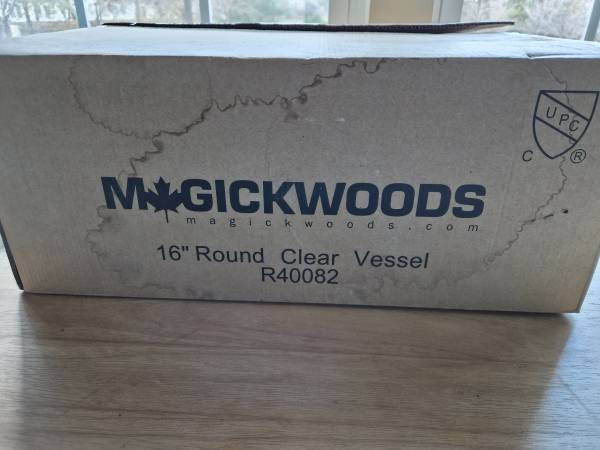 UPC
C ®
MAGICKWOODS
magickwoods.com
16" Round Clear Vessel
R40082